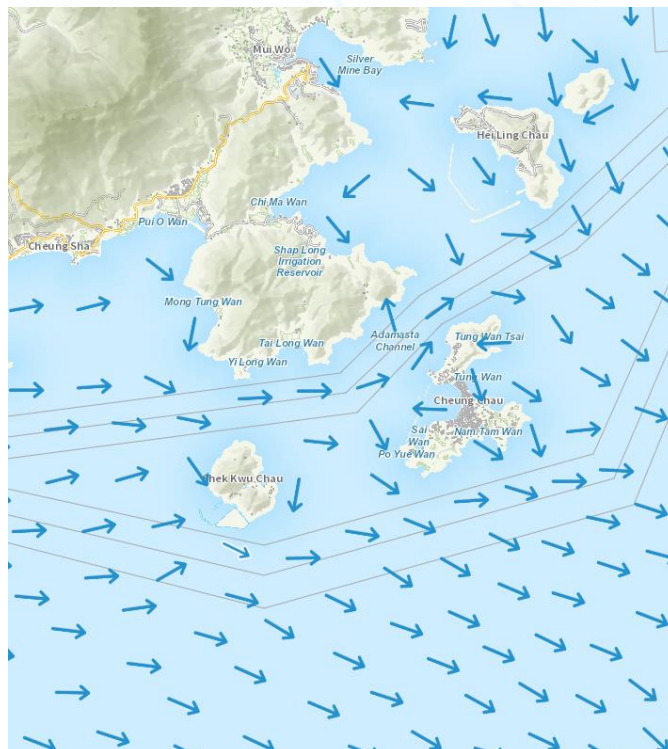 Mui Wo
Silver
Mine Bay
Hei Ling Chau
Chi Ma Wan
Pui O Wan
Cheung Sha
Shap Long
Irrigation
Reservoir
Mong Tung Wan
Tai Long Wan
Yi Long Wan
Adamasta
Channel
Tung Wan Tsai
Tung Wan
Cheung Chau
Sai
Wan
Nam Tam Wan
Po Yue Wan
hek Kwu Chau